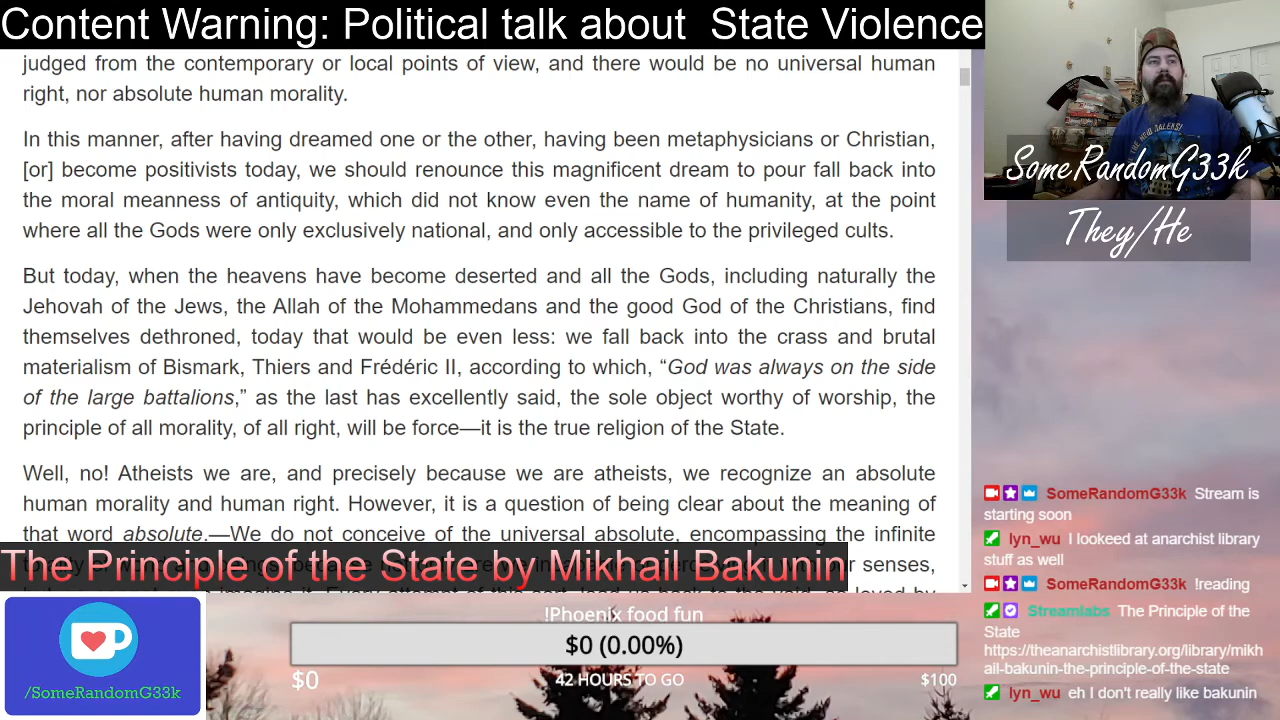 Content Warning: Political talk about  State Violence
judged from the contemporary or local points of view, and there would be no universal human
right, nor absolute human morality.
In this manner, after having dreamed one or the other, having been metaphysicians or Christian,
[or] become positivists today, we should renounce this magnificent dream to pour fall back into
the moral meanness of antiquity, which did not know even the name of humanity, at the point
where all the Gods were only exclusively national, and only accessible to the privileged cults.
But today, when the heavens have become deserted and all the Gods, including naturally the
Jehovah of the Jews, the Allah of the Mohammedans and the good God of the Christians, find
themselves dethroned, today that would be even less: we fall back into the crass and brutal
materialism of Bismark, Thiers and Frédéric II, according to which, “God was always on the side
of the large battalions,” as the last has excellently said, the sole object worthy of worship, the
principle of all morality, of all right, will be force—it is the true religion of the State.
Well, no! Atheists we are, and precisely because we are atheists, we recognize an absolute
human morality and human right. However, it is a question of being clear about the meaning of
that word absolute.—We do not conceive of the universal absolute, encompassing the infinite
senses,
The Principle of the State by Mikhail Bakunin
/SomeRandomG33k
!Phoenix food fun
$0 (0.00%)
$0
42 HOURS TO GO
$100
SomeRandomG33k
They/He
SomeRandomG33k Stream is
starting soon
lyn_wu I lookeed at anarchist library
stuff as well
SomeRandomG33k !reading
Streamlabs The Principle of the
State
https://theanarchistlibrary.org/library/mikh
ail-bakunin-the-principle-of-the-state
lyn_wu eh I don't really like bakunin